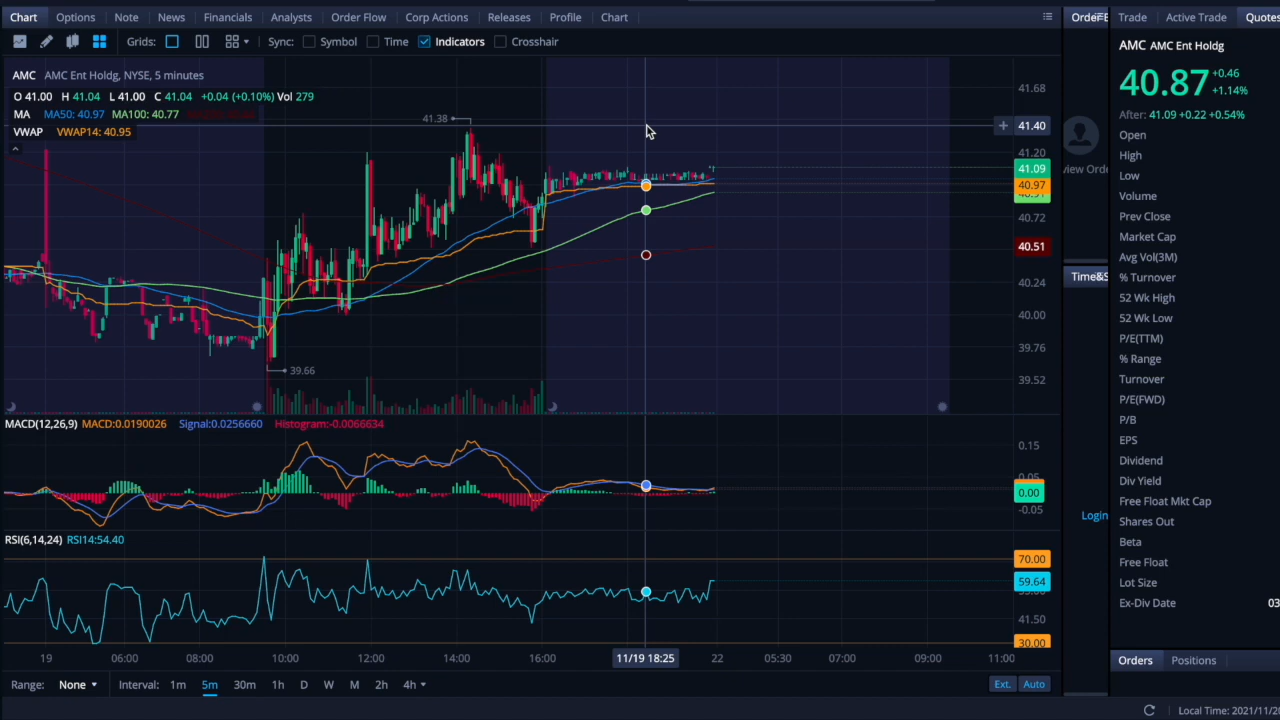 Chart Options Note News Financials Analysts Order Flow Corp Actions Releases Profile Chart
Grids: Sync: Symbol Time Indicators Crosshair
AMC AMC Ent Holdg, NYSE, 5 minutes
O 41.00 H 41.04 L 41.00 C 41.04 +0.04 (+0.10%) Vol 279
MA MA50: 40.97 MA100: 40.77
VWAP VWAP14: 40.95
41.38
39.66
41.68
41.40
41.20
41.09
40.97
40.72
40.51
40.24
40.00
39.76
39.52
MACD(12,26,9) MACD:0.0190026 Signal:0.0256660 Histogram:-0.0066634
0.15
0.05
0.00
-0.05
RSI(6,14,24) RSI14:54.40
70.00
59.64
41.50
30.00
19 06:00 08:00 10:00 12:00 14:00 16:00 11/19 18:25 22 05:30 07:00 09:00 11:00
Range: None Interval: 1m 5m 30m 1h D W M 2h 4h Ext. Auto
view Orde
Time&S
Login
Trade Active Trade Quotes
AMC AMC Ent Holdg
40.87 +0.46
+1.14%
After: 41.09 +0.22 +0.54%
Open
High
Low
Volume
Prev Close
Market Cap
Avg Vol(3M)
% Turnover
52 Wk High
52 Wk Low
P/E(TTM)
% Range
Turnover
P/E(FWD)
P/B
EPS
Dividend
Div Yield
Free Float Mkt Cap
Shares Out
Beta
Free Float
Lot Size
Ex-Div Date 03
Orders Positions
Local Time: 2021/11/20